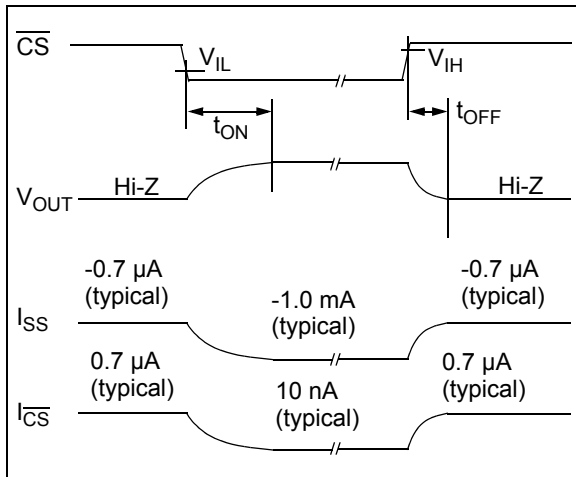 CS
V_IL
V_IH
t_ON
t_OFF
V_OUT
Hi-Z
Hi-Z
-0.7 µA
(typical)
-1.0 mA
(typical)
-0.7 µA
(typical)
I_SS
0.7 µA
(typical)
10 nA
(typical)
0.7 µA
(typical)
I_CS